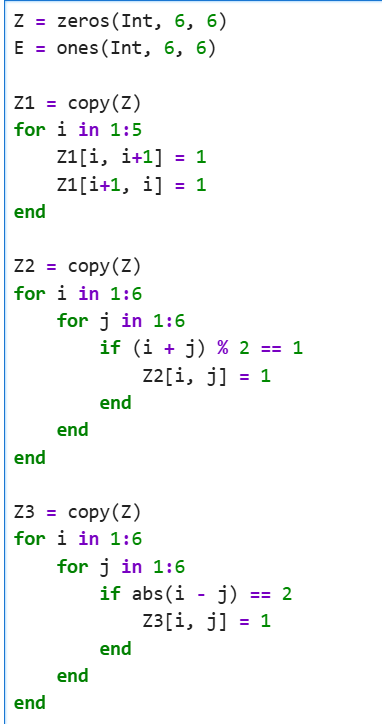 Z = zeros(Int, 6, 6)
E = ones(Int, 6, 6)

Z1 = copy(Z)
for i in 1:5
    Z1[i, i+1] = 1
    Z1[i+1, i] = 1
end

Z2 = copy(Z)
for i in 1:6
    for j in 1:6
        if (i + j) % 2 == 1
            Z2[i, j] = 1
        end
    end
end

Z3 = copy(Z)
for i in 1:6
    for j in 1:6
        if abs(i - j) == 2
            Z3[i, j] = 1
        end
    end
end